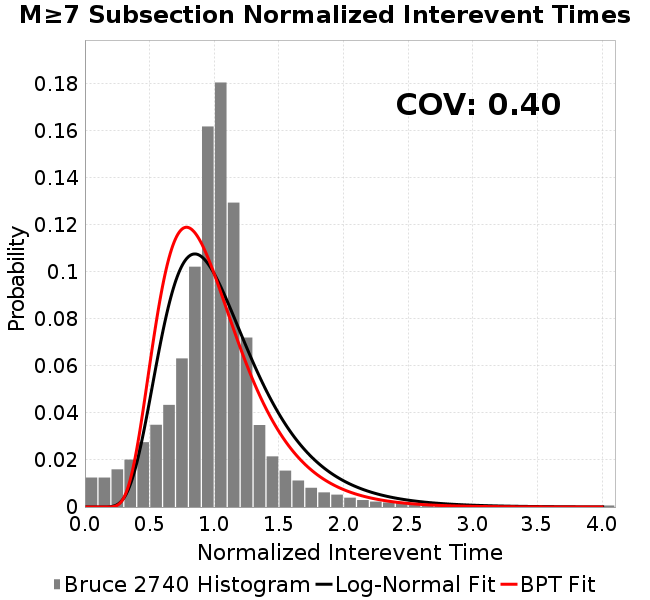 M≥7 Subsection Normalized Interevent Times
COV: 0.40
Probability
0.18
0.16
0.14
0.12
0.1
0.08
0.06
0.04
0.02
0
0.0 0.5 1.0 1.5 2.0 2.5 3.0 3.5 4.0
Normalized Interevent Time
Bruce 2740 Histogram Log-Normal Fit BPT Fit